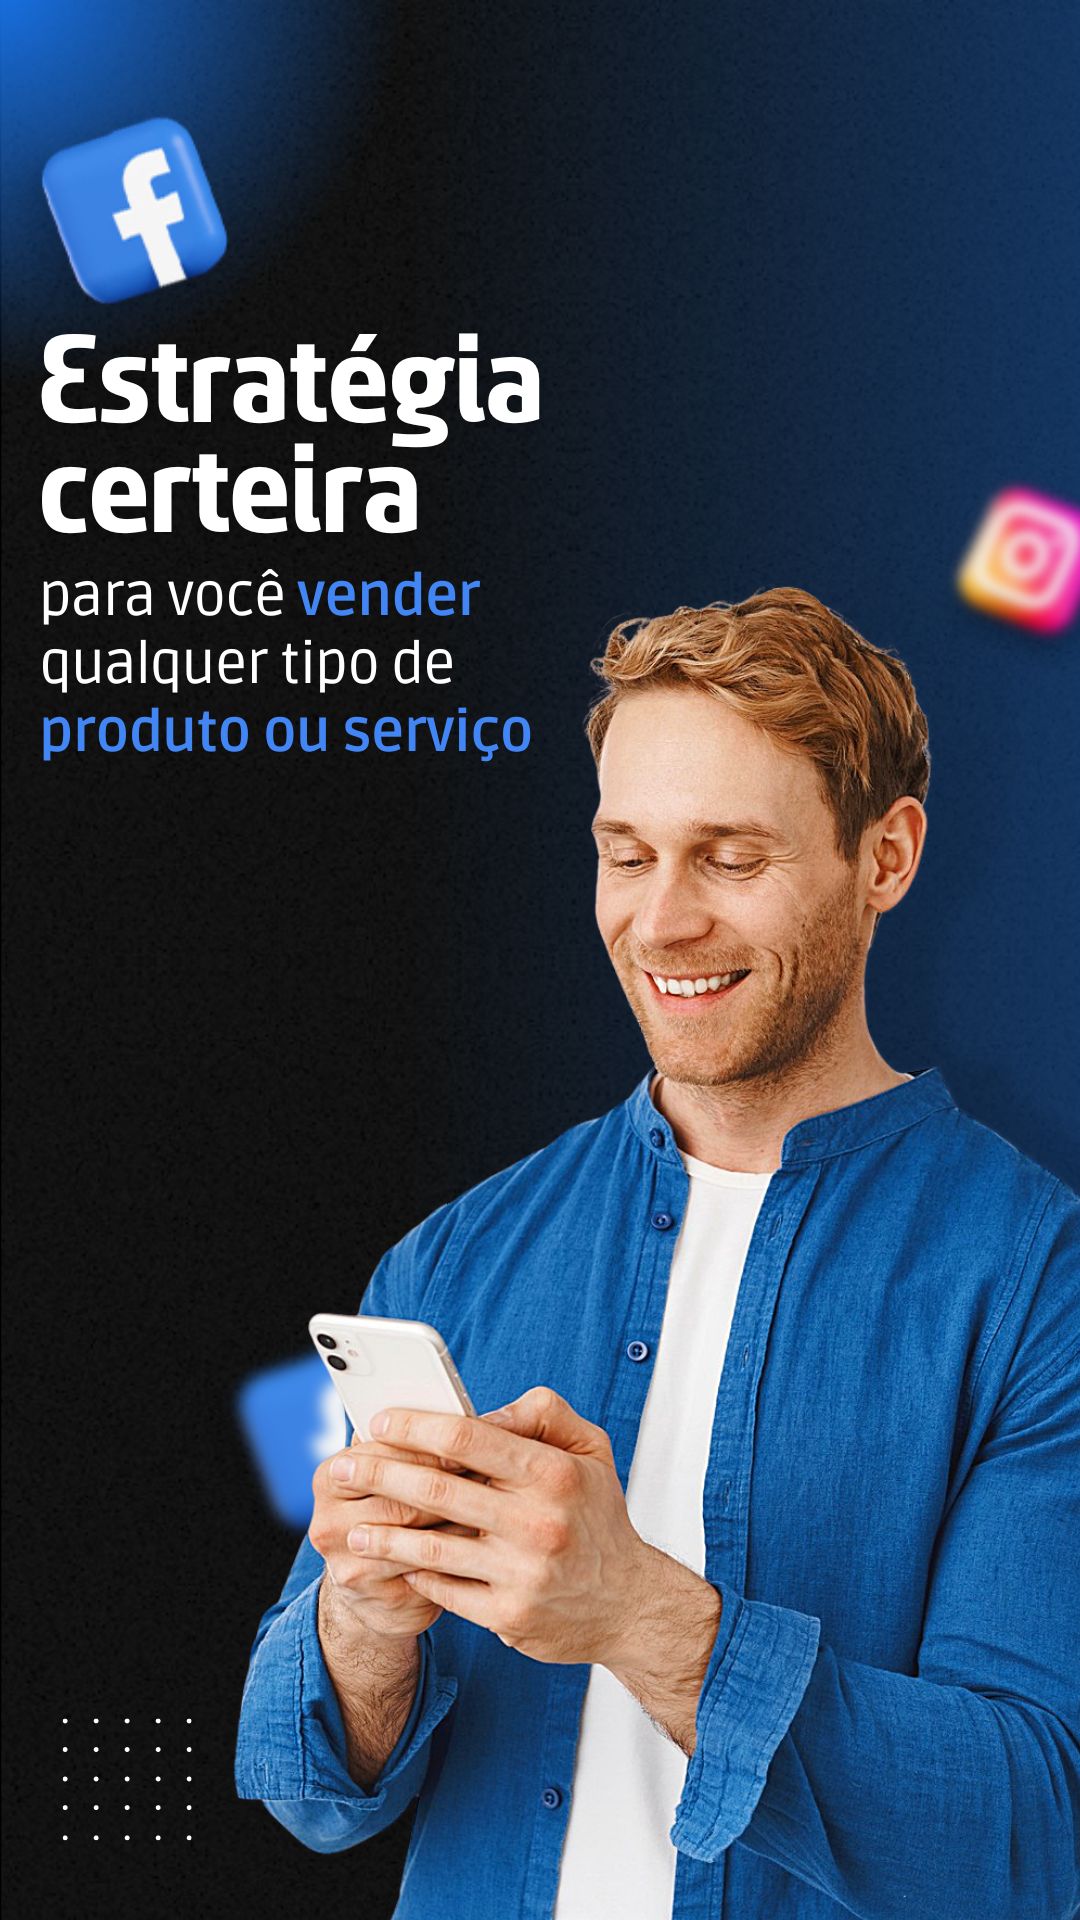 Estratégia
certeira
para você vender
qualquer tipo de
produto ou serviço